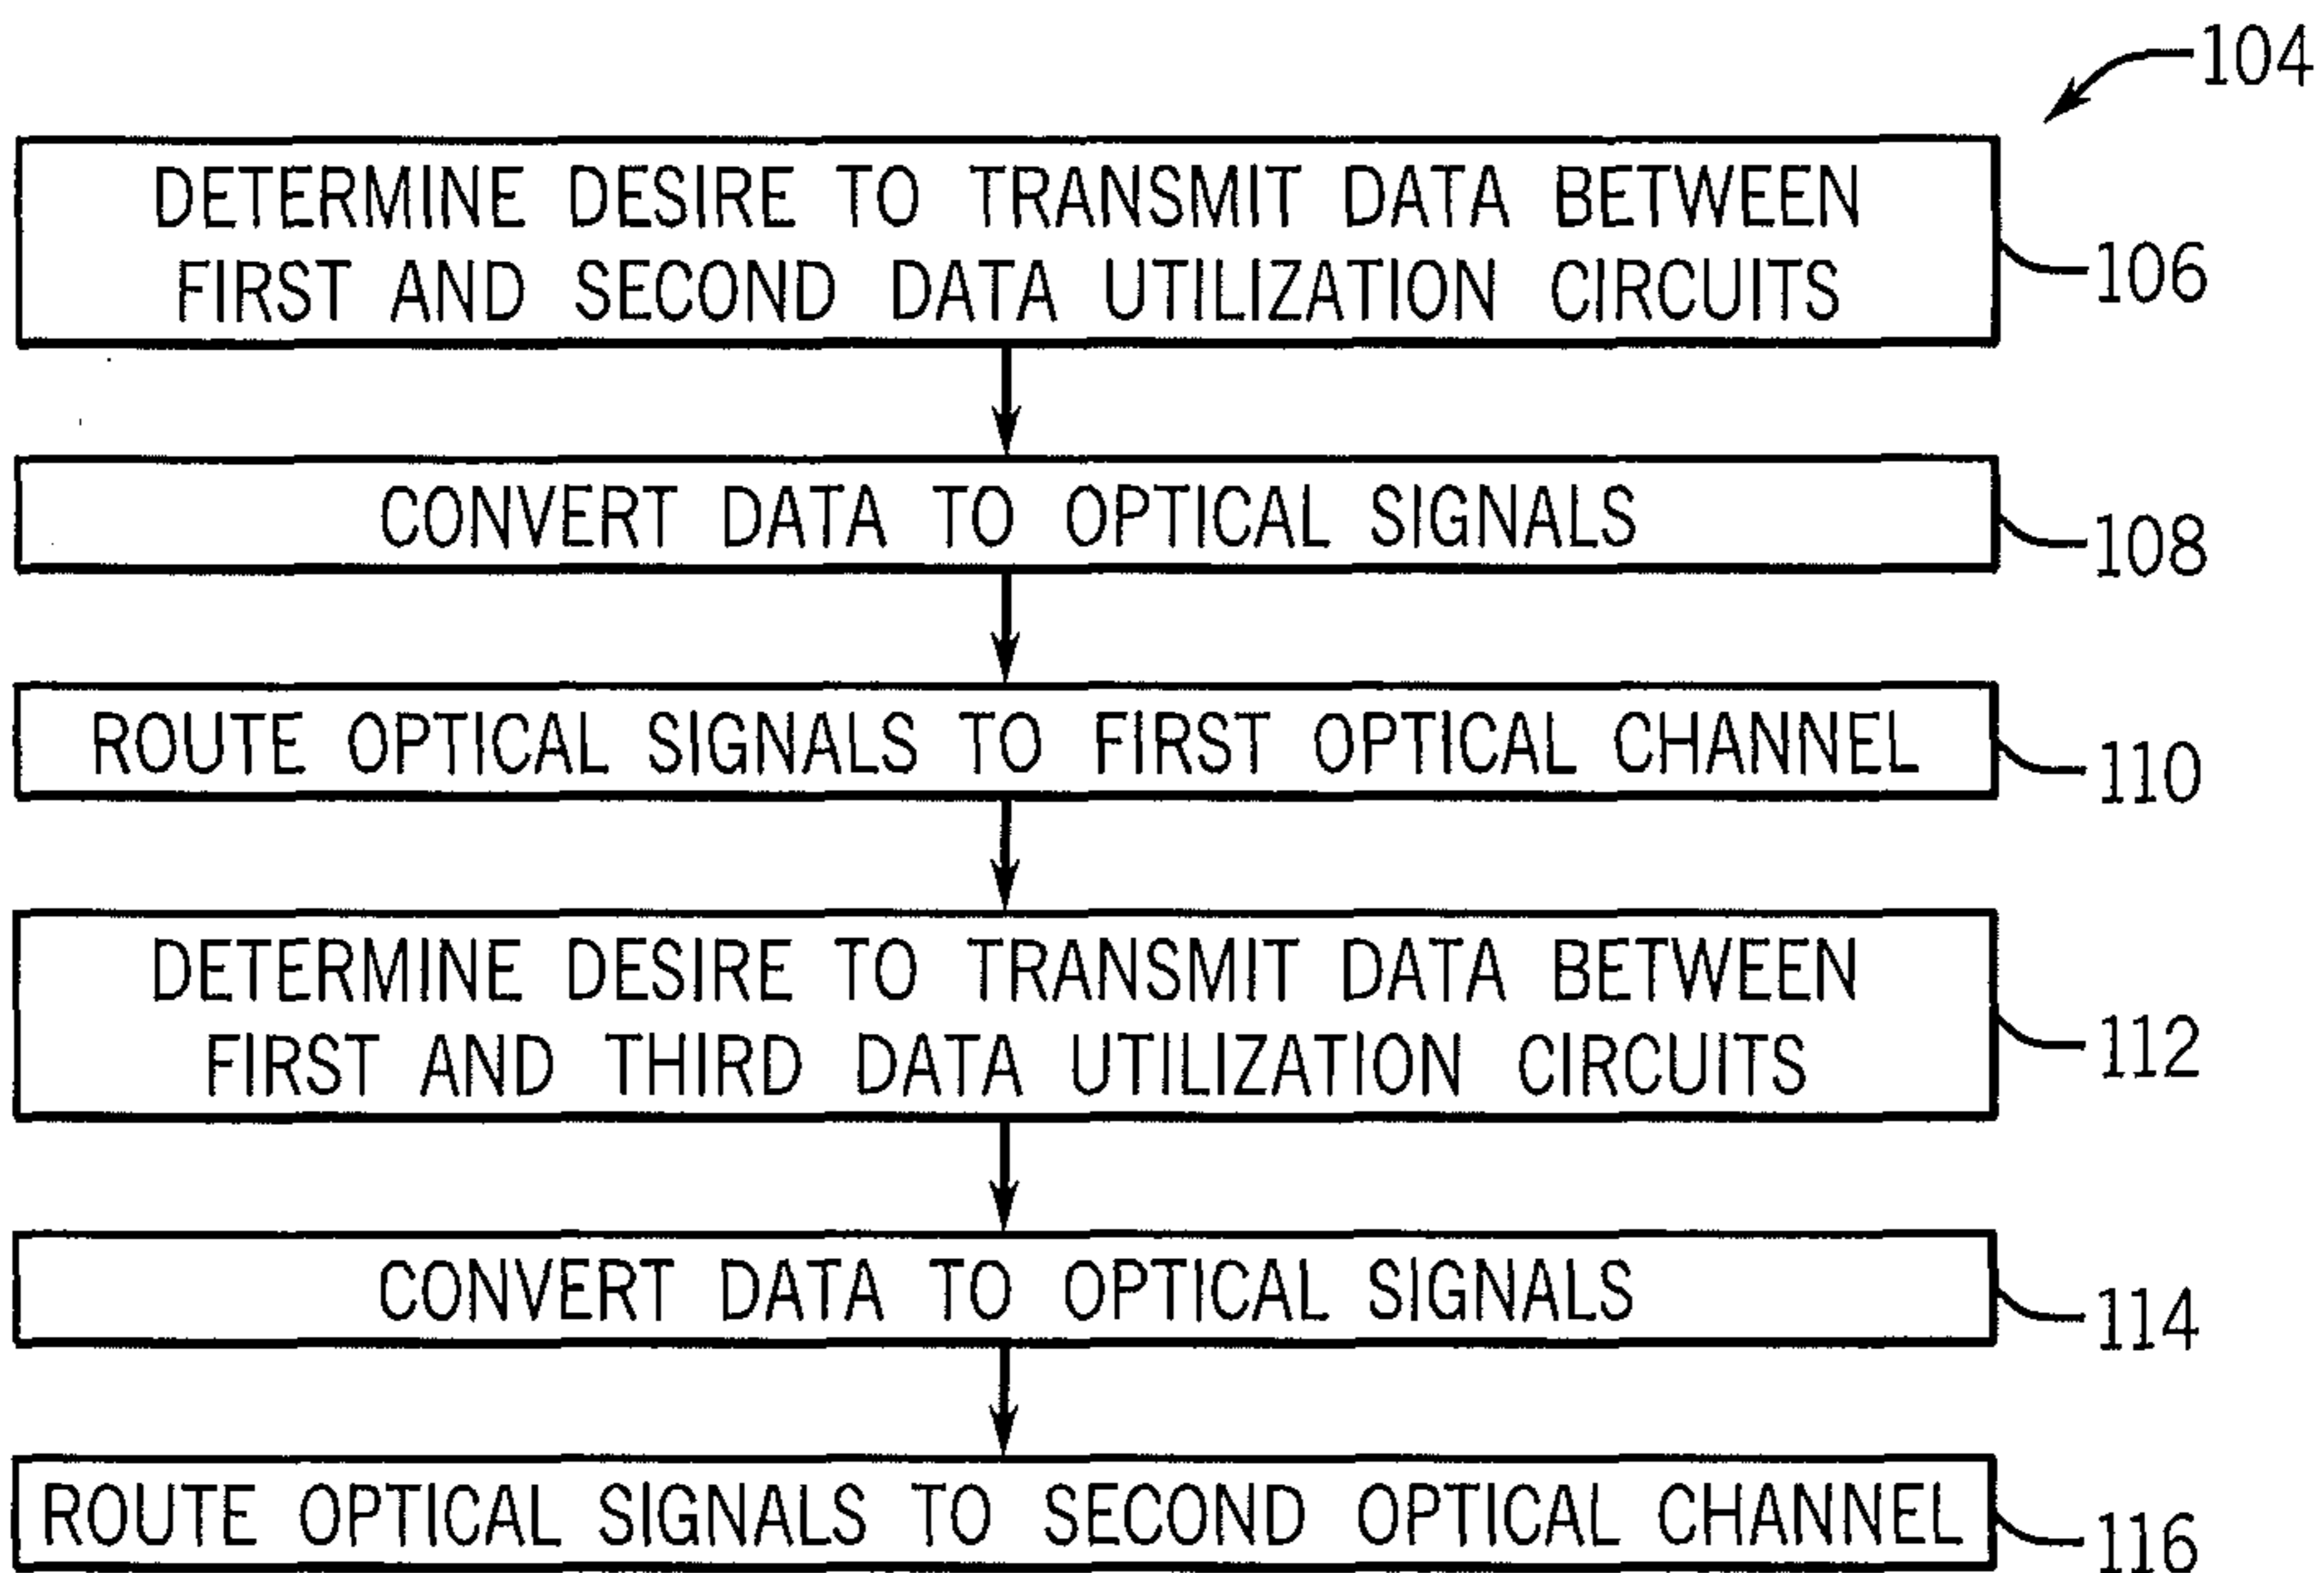 104
DETERMINE DESIRE TO TRANSMIT DATA BETWEEN
FIRST AND SECOND DATA UTILIZATION CIRCUITS
106
CONVERT DATA TO OPTICAL SIGNALS
108
ROUTE OPTICAL SIGNALS TO FIRST OPTICAL CHANNEL
110
DETERMINE DESIRE TO TRANSMIT DATA BETWEEN
FIRST AND THIRD DATA UTILIZATION CIRCUITS
112
CONVERT DATA TO OPTICAL SIGNALS
114
ROUTE OPTICAL SIGNALS TO SECOND OPTICAL CHANNEL
116